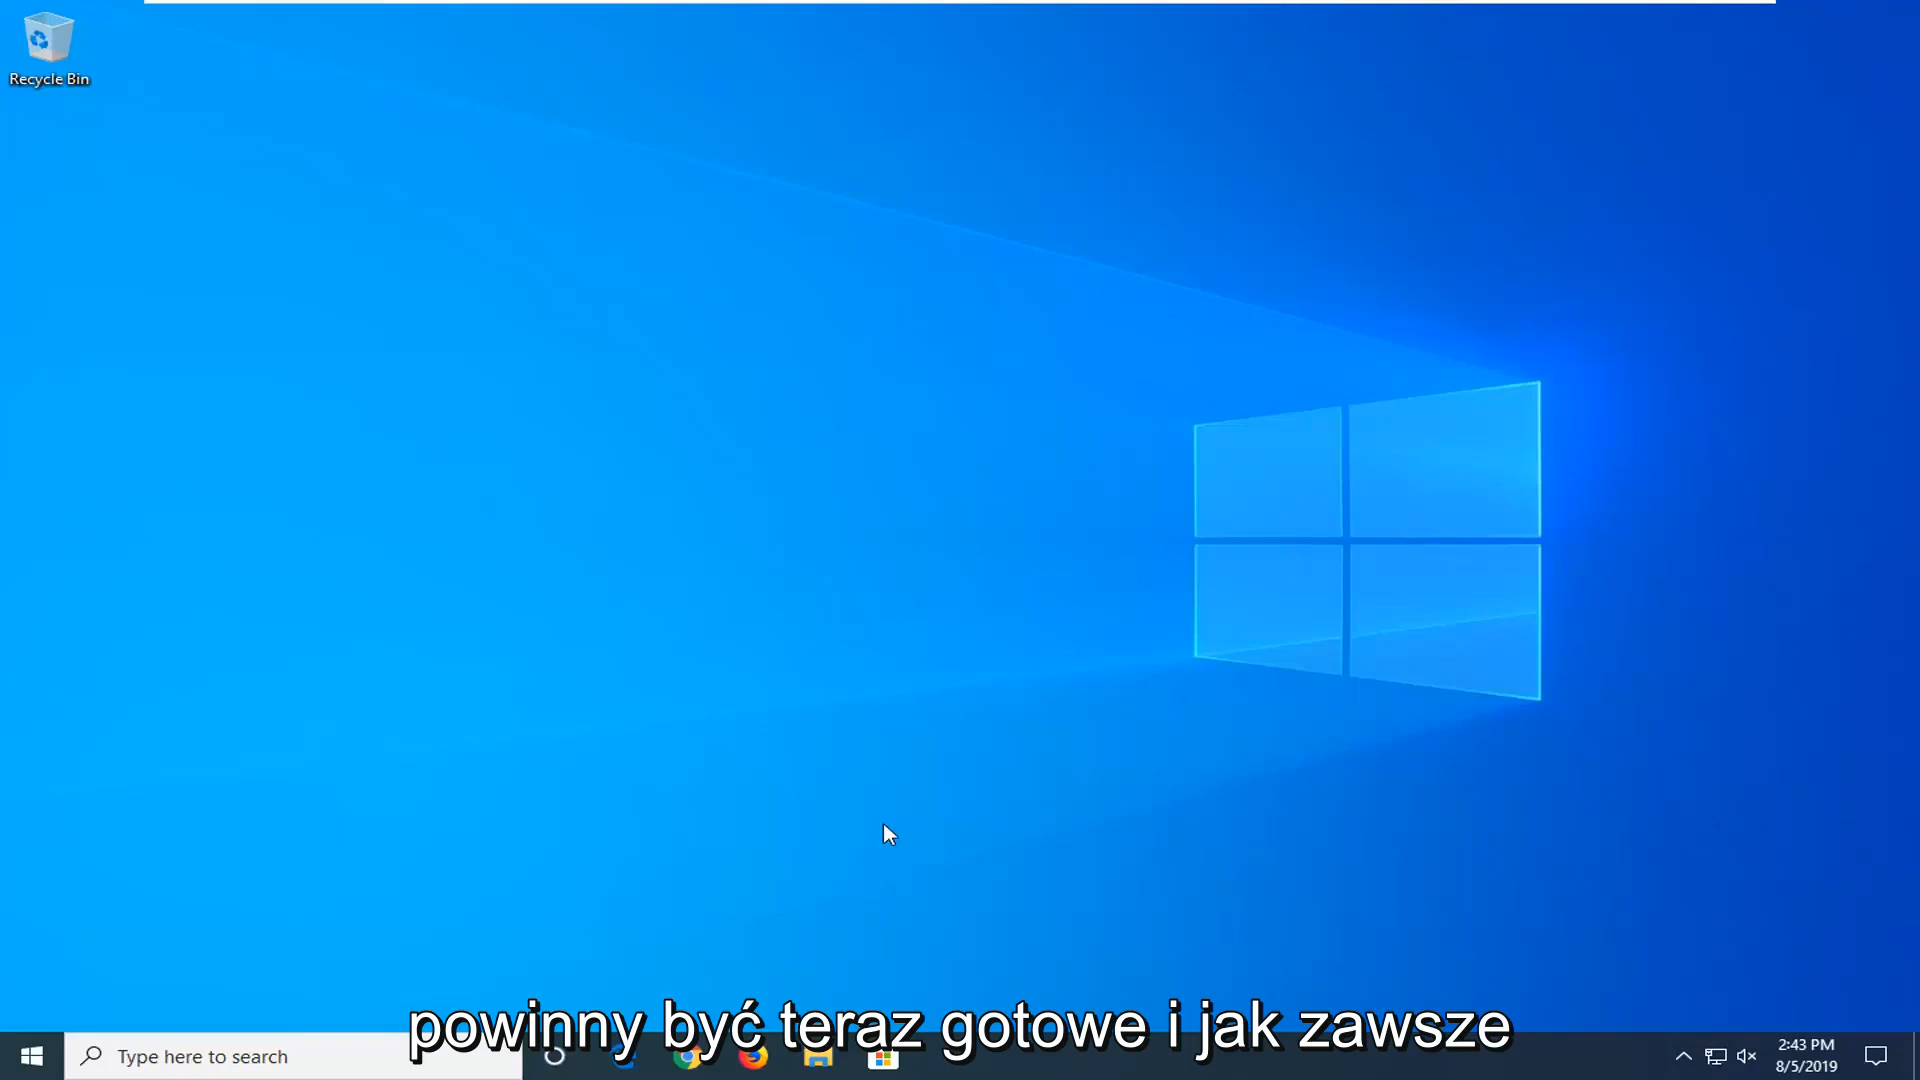 Recycle Bin
powinny być teraz gotowe i jak zawsze
Type here to search
2:43 PM
8/5/2019